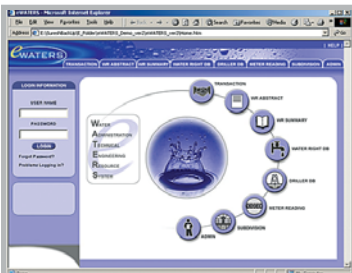 eWATERS - Microsoft Internet Explorer
File Edit View Favorites Tools Help
Search Favorites Media
Address
| HELP |
eWATERS
TRANSACTION | WR ABSTRACT | WR SUMMARY | WATER RIGHT DB | DRILLER DB | METER READING | SUBDIVISION | ADMIN
LOGIN INFORMATION
USER NAME
PASSWORD
LOGIN
Forgot Password?
Problems Logging in?
WATER
ADMINISTRATION
TECHNICAL
ENGINEERING
RESOURCE
SYSTEM
TRANSACTION
WR ABSTRACT
WR SUMMARY
WATER RIGHT DB
DRILLER DB
METER READING
SUBDIVISION
ADMIN